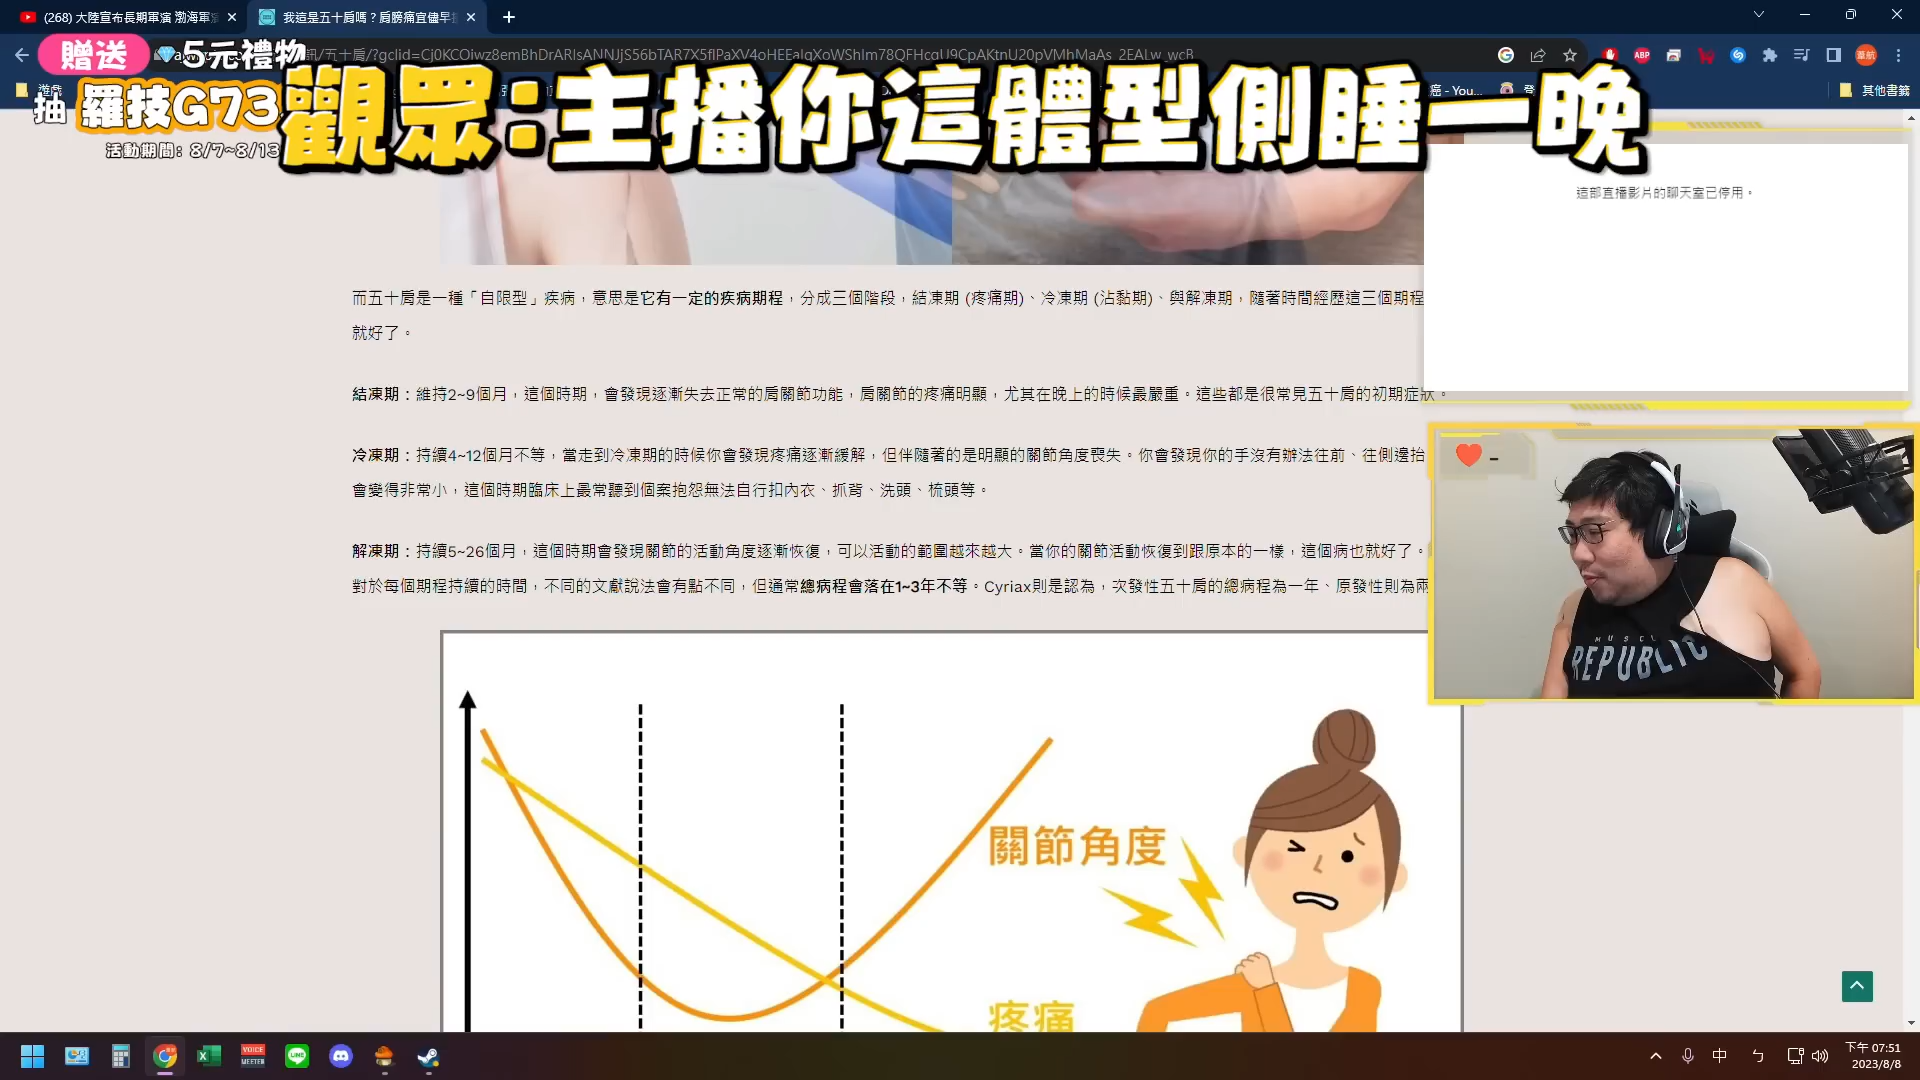 (268) 大陸宣布長期軍演 渤海軍演
我這是五十肩嗎？肩膀痛宜儘早
贈送
5元禮物
訊/五十肩/?gclid=Cj0KCQjwz8emBhDrARIsANNJjS56bTAR7X5flPaXV4oHEEaIgXoWShIm78QFHcgU9CpAKtnU20pVMhMaAs_2EALw_wcB
ABP
韋航
抽 羅技G73
遊戲
癌 - You...
登
其他書籤
活動期間：8/7~8/13
觀眾:主播你這體型側睡一晚
這部直播影片的聊天室已停用。
而五十肩是一種「自限型」疾病，意思是它有一定的疾病期程，分成三個階段，結凍期 (疼痛期)、冷凍期 (沾黏期)、與解凍期，隨著時間經歷這三個期程
就好了。
結凍期：維持2~9個月，這個時期，會發現逐漸失去正常的肩關節功能，肩關節的疼痛明顯，尤其在晚上的時候最嚴重。這些都是很常見五十肩的初期症狀。
冷凍期：持續4~12個月不等，當走到冷凍期的時候你會發現疼痛逐漸緩解，但伴隨著的是明顯的關節角度喪失。你會發現你的手沒有辦法往前、往側邊抬
會變得非常小，這個時期臨床上最常聽到個案抱怨無法自行扣內衣、抓背、洗頭、梳頭等。
解凍期：持續5~26個月，這個時期會發現關節的活動角度逐漸恢復，可以活動的範圍越來越大。當你的關節活動恢復到跟原本的一樣，這個病也就好了。
對於每個期程持續的時間，不同的文獻說法會有點不同，但通常總病程會落在1~3年不等。Cyriax則是認為，次發性五十肩的總病程為一年、原發性則為兩
MUSCL
REPUBLIC
關節角度
疼痛
VOICE
MEETER
LINE
中
ㄅ
下午 07:51
2023/8/8